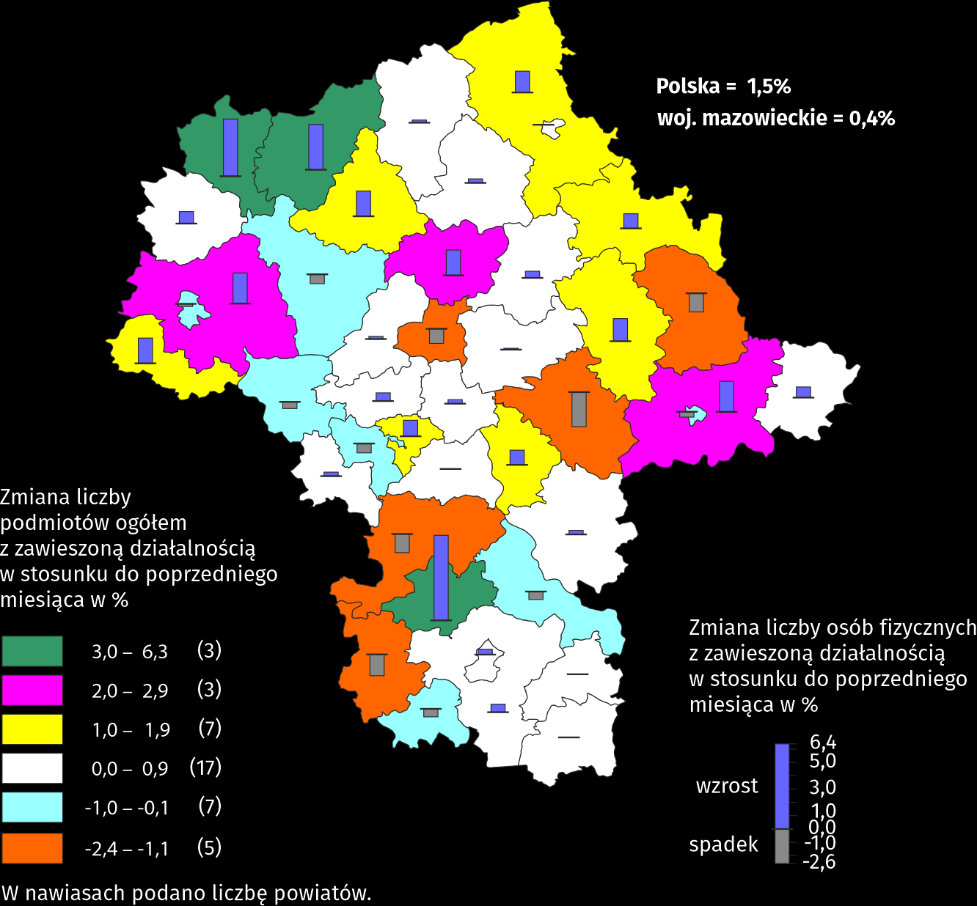 Polska = 1,5%
woj. mazowieckie = 0,4%
Zmiana liczby
podmiotów ogółem
z zawieszoną działalnością
w stosunku do poprzedniego
miesiąca w %
3,0 – 6,3 (3)
2,0 – 2,9 (3)
1,0 – 1,9 (7)
0,0 – 0,9 (17)
-1,0 – -0,1 (7)
-2,4 – -1,1 (5)
W nawiasach podano liczbę powiatów.
Zmiana liczby osób fizycznych
z zawieszoną działalnością
w stosunku do poprzedniego
miesiąca w %
6,4
5,0
wzrost 3,0
1,0
0,0
spadek -1,0
-2,6